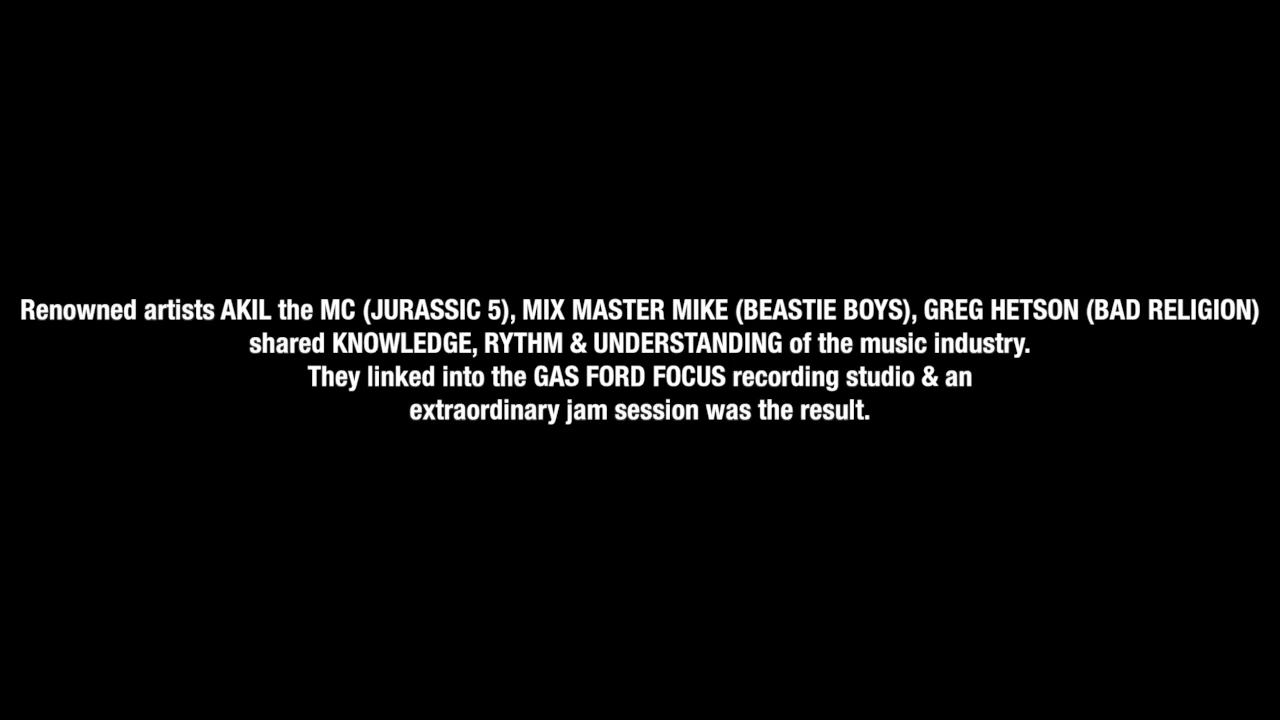 Renowned artists AKIL the MC (JURASSIC 5), MIX MASTER MIKE (BEASTIE BOYS), GREG HETSON (BAD RELIGION)
shared KNOWLEDGE, RYTHM & UNDERSTANDING of the music industry.
They linked into the GAS FORD FOCUS recording studio & an
extraordinary jam session was the result.